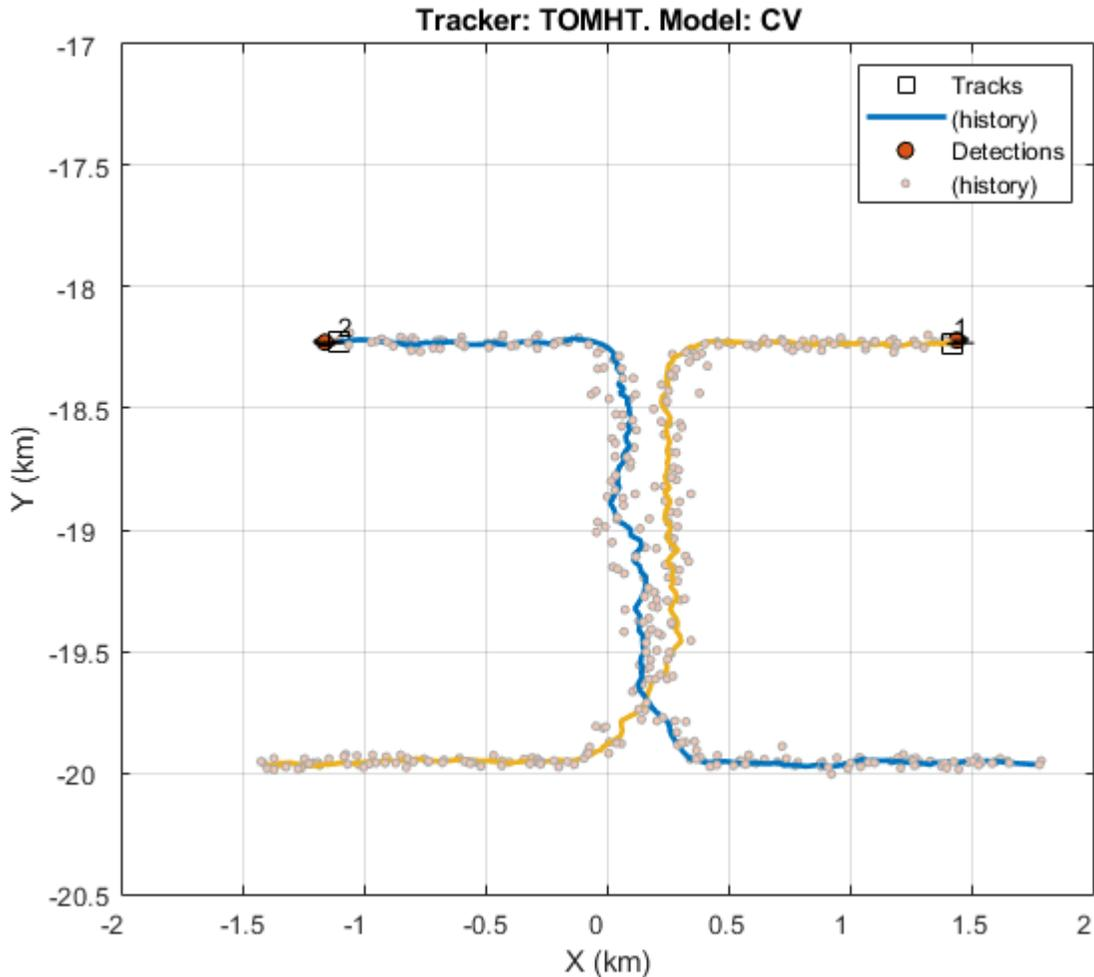 Tracker: TOMHT. Model: CV
-17
Tracks
(history)
Detections
(history)
-17.5
-18
2
1
-18.5
Y (km)
-19
-19.5
-20
-20.5
-2 -1.5 -1 -0.5 0 0.5 1 1.5 2
X (km)